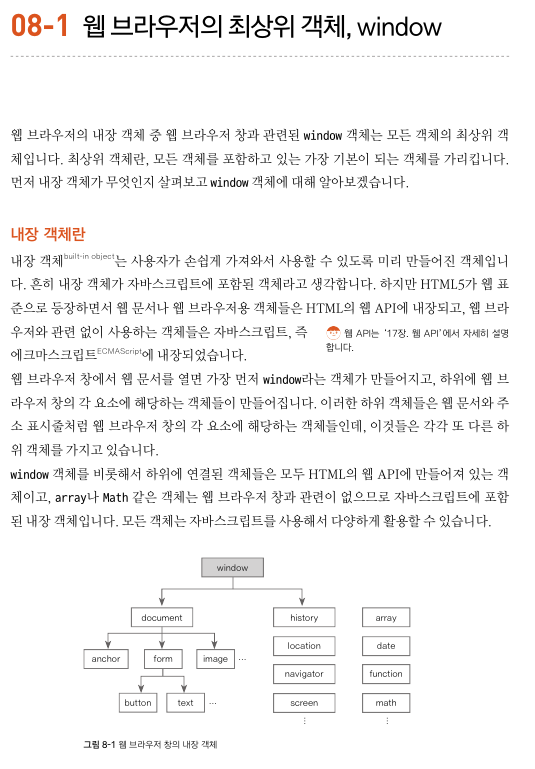 08-1 웹 브라우저의 최상위 객체, window
웹 브라우저의 내장 객체 중 웹 브라우저 창과 관련된 window 객체는 모든 객체의 최상위 객
체입니다. 최상위 객체란, 모든 객체를 포함하고 있는 가장 기본이 되는 객체를 가리킵니다.
먼저 내장 객체가 무엇인지 살펴보고 window 객체에 대해 알아보겠습니다.
내장 객체란
내장 객체built-in object는 사용자가 손쉽게 가져와서 사용할 수 있도록 미리 만들어진 객체입니
다. 흔히 내장 객체가 자바스크립트에 포함된 객체라고 생각합니다. 하지만 HTML5가 웹 표
준으로 등장하면서 웹 문서나 웹 브라우저용 객체들은 HTML의 웹 API에 내장되고, 웹 브라
우저와 관련 없이 사용하는 객체들은 자바스크립트, 즉
에크마스크립트ECMAScript에 내장되었습니다.
웹 API는 '17장. 웹 API'에서 자세히 설명
합니다.
웹 브라우저 창에서 웹 문서를 열면 가장 먼저 window라는 객체가 만들어지고, 하위에 웹 브
라우저 창의 각 요소에 해당하는 객체들이 만들어집니다. 이러한 하위 객체들은 웹 문서와 주
소 표시줄처럼 웹 브라우저 창의 각 요소에 해당하는 객체들인데, 이것들은 각각 또 다른 하
위 객체를 가지고 있습니다.
window 객체를 비롯해서 하위에 연결된 객체들은 모두 HTML의 웹 API에 만들어져 있는 객
체이고, array나 Math 같은 객체는 웹 브라우저 창과 관련이 없으므로 자바스크립트에 포함
된 내장 객체입니다. 모든 객체는 자바스크립트를 사용해서 다양하게 활용할 수 있습니다.
window
document history array
location date
anchor form image ...
navigator function
button text ...
screen math
⋮ ⋮
그림 8-1 웹 브라우저 창의 내장 객체